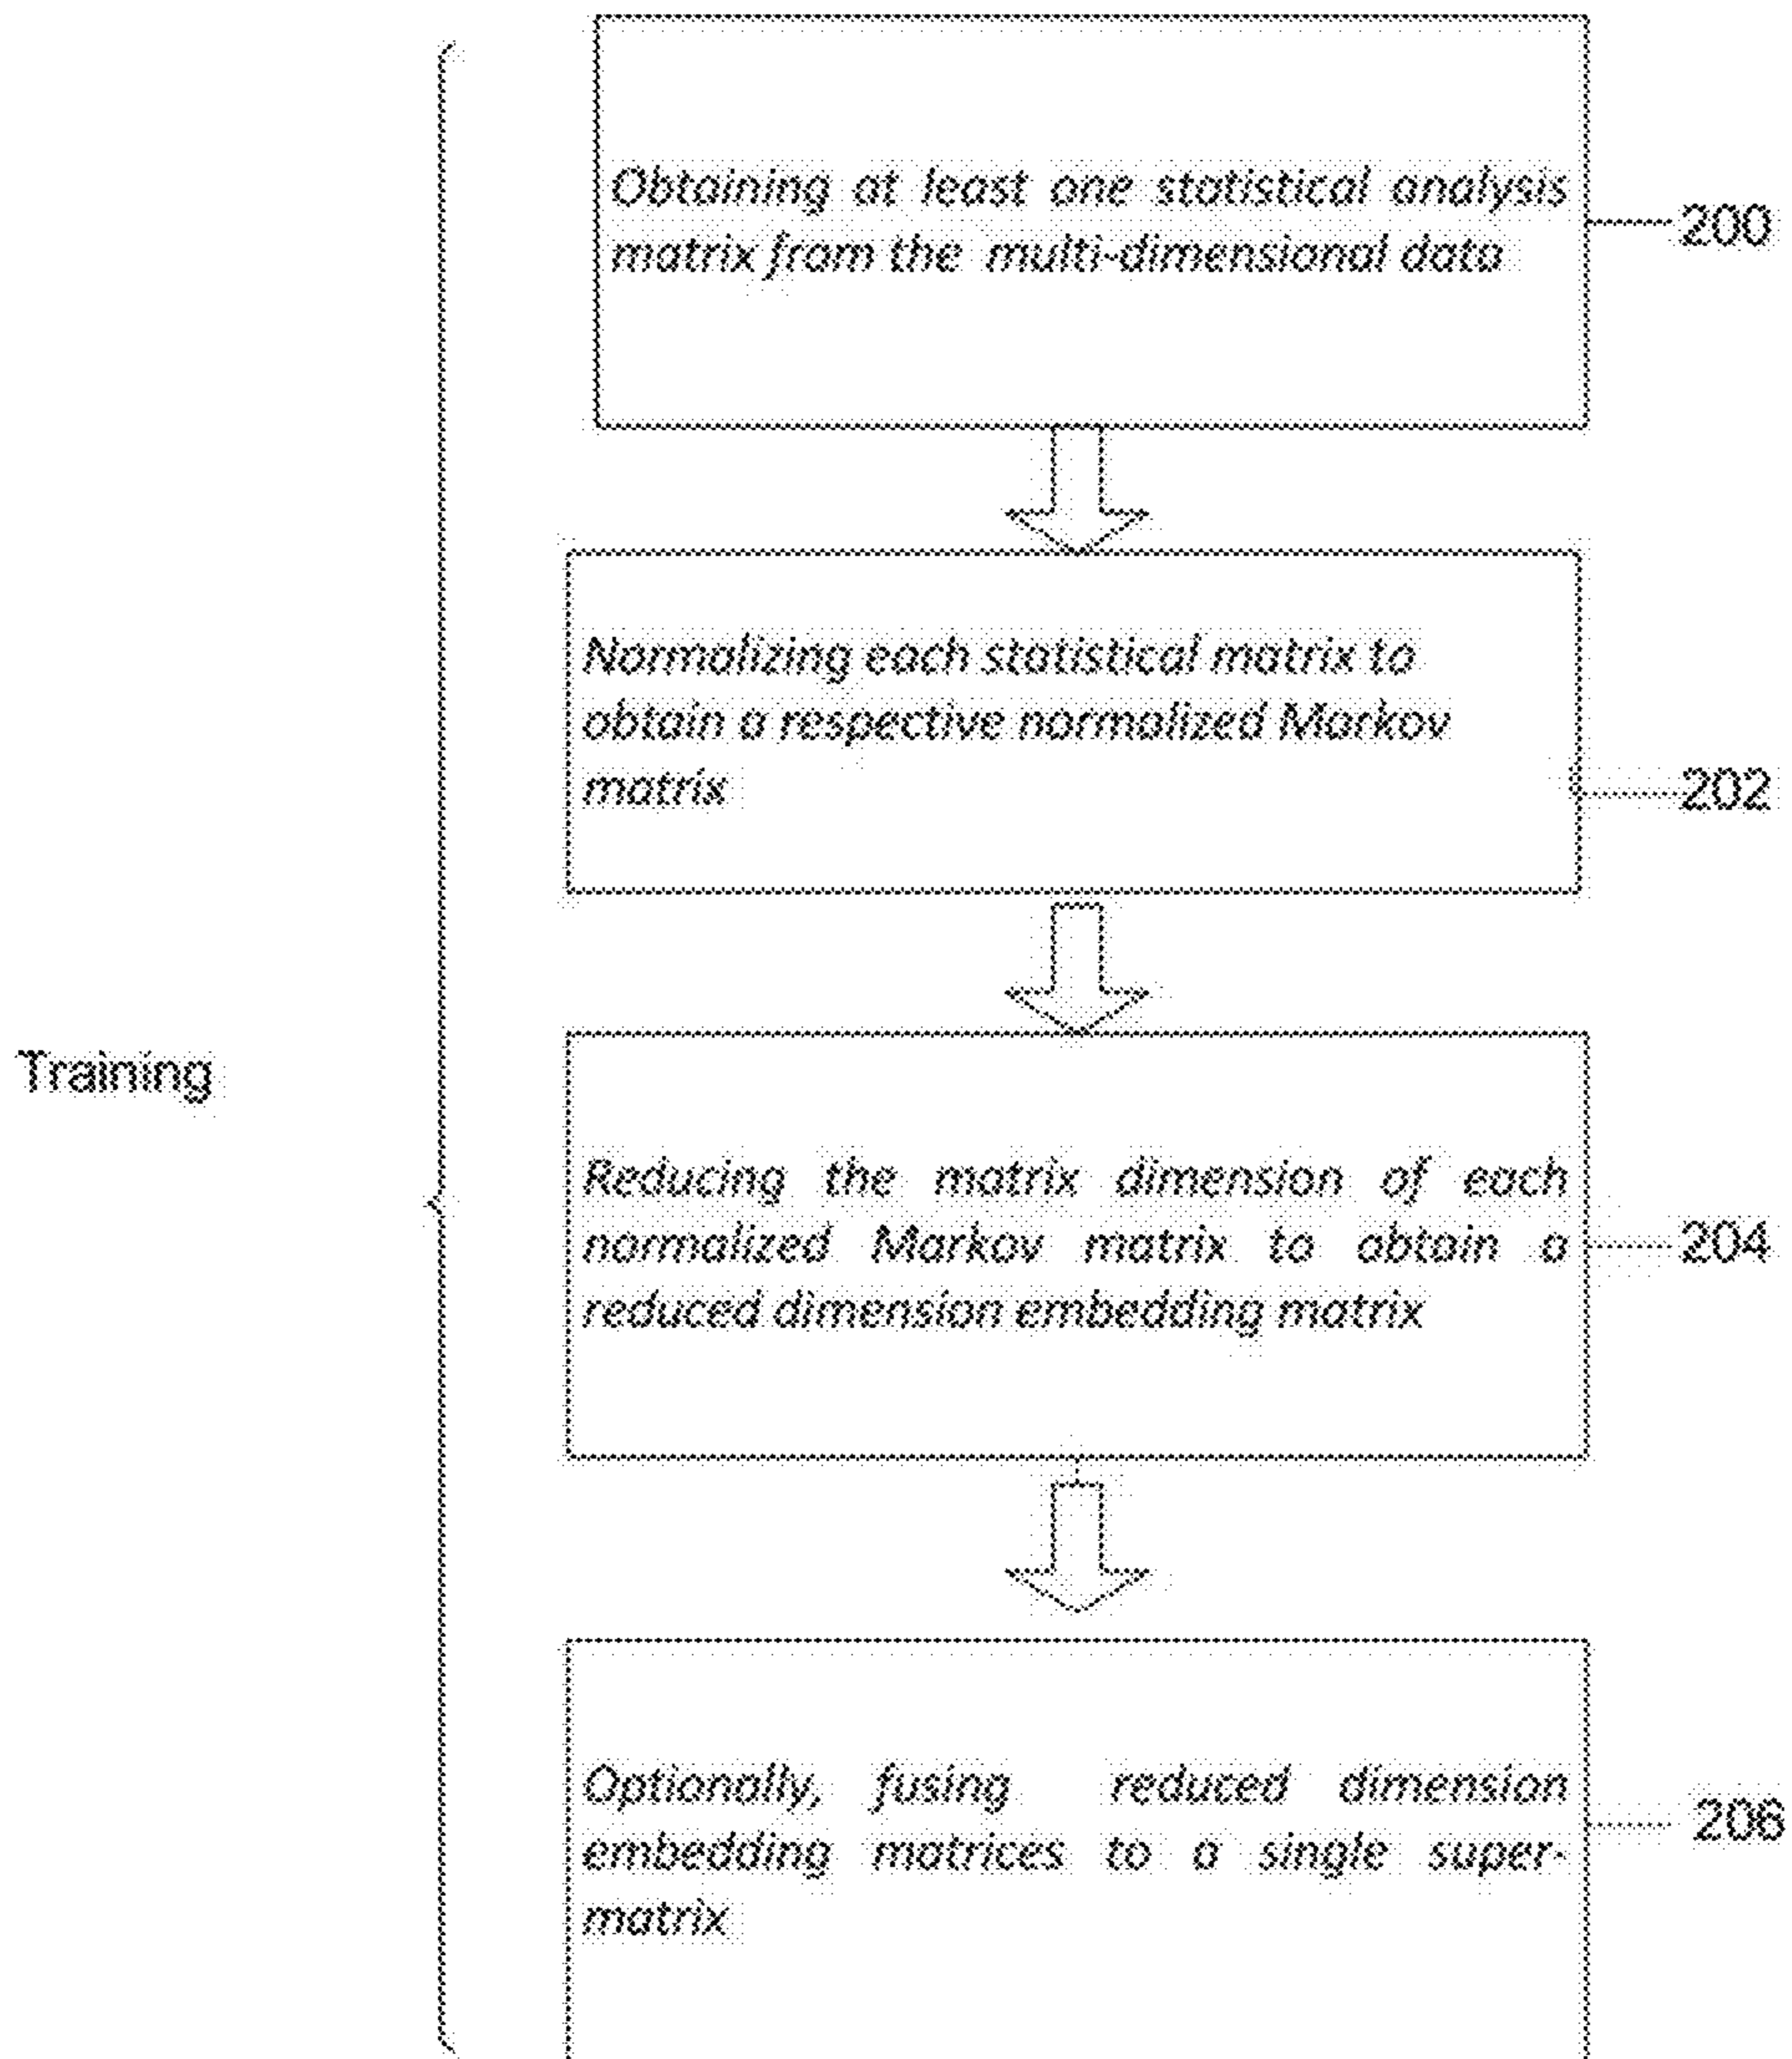 Obtaining at least one statistical analysis
matrix from the multi-dimensional data
200
Normalizing each statistical matrix to
obtain a respective normalized Markov
matrix
202
Training
Reducing the matrix dimension of each
normalized Markov matrix to obtain a
reduced dimension embedding matrix
204
Optionally, fusing reduced dimension
embedding matrices to a single super-
matrix
206